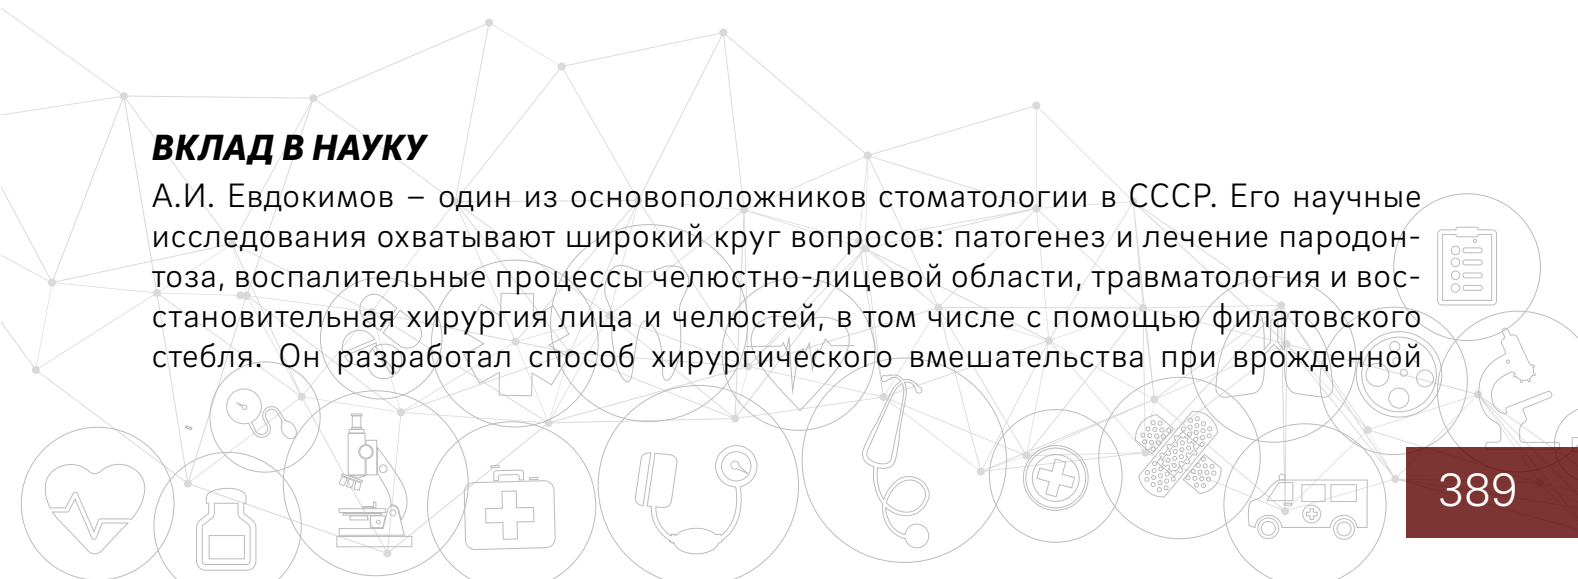 ВКЛАД В НАУКУ
А.И. Евдокимов – один из основоположников стоматологии в СССР. Его научные
исследования охватывают широкий круг вопросов: патогенез и лечение пародон-
тоза, воспалительные процессы челюстно-лицевой области, травматология и вос-
становительная хирургия лица и челюстей, в том числе с помощью филатовского
стебля. Он разработал способ хирургического вмешательства при врожденной
389